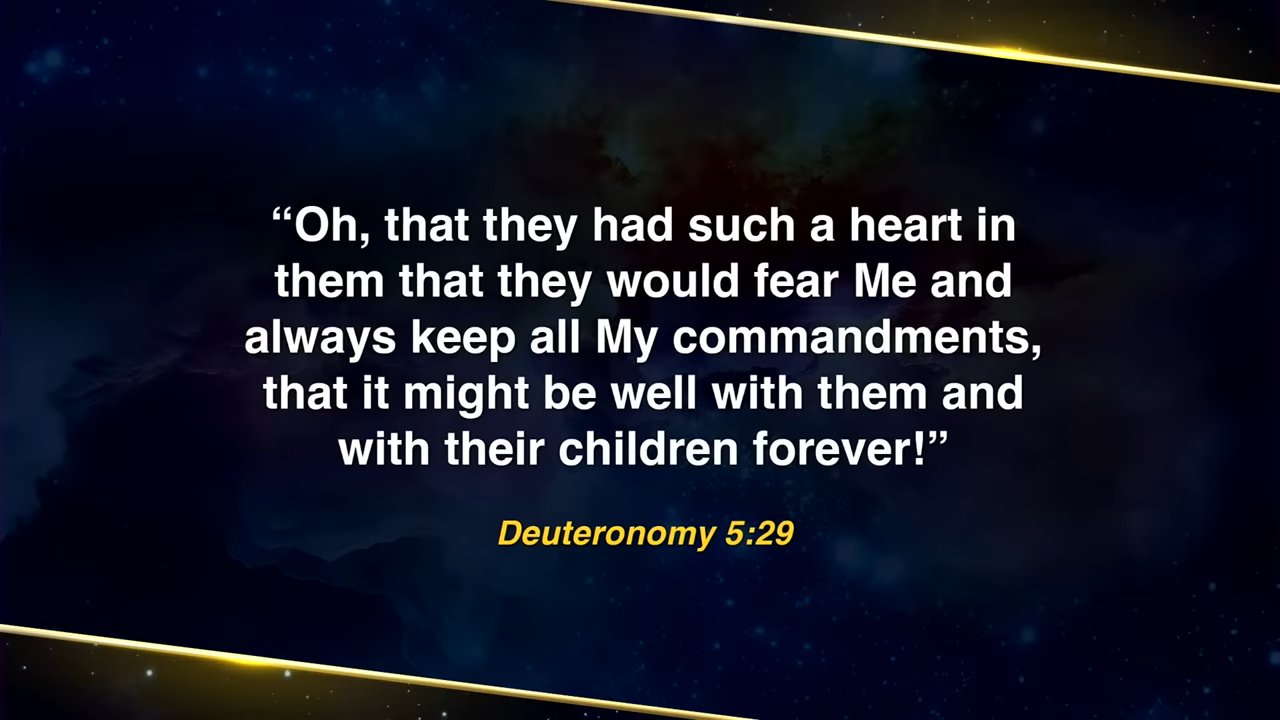 “Oh, that they had such a heart in
them that they would fear Me and
always keep all My commandments,
that it might be well with them and
with their children forever!”
Deuteronomy 5:29